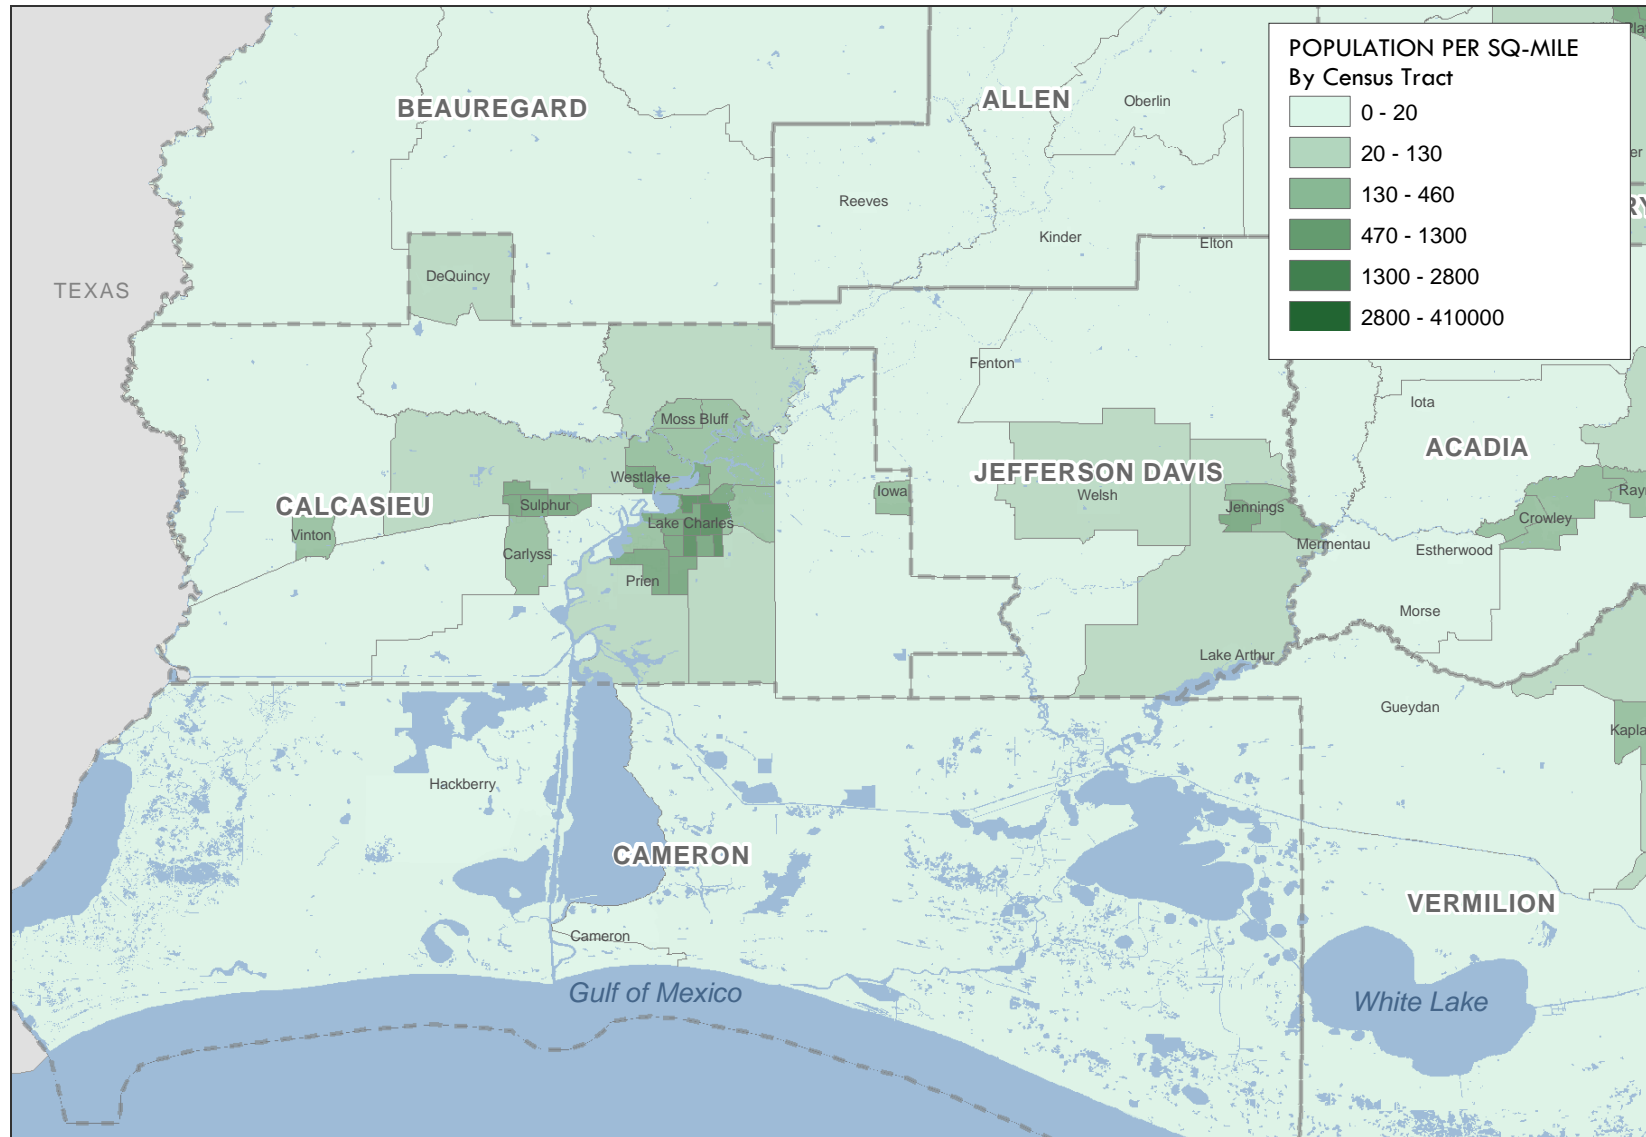 POPULATION PER SQ-MILE
By Census Tract
0 - 20
20 - 130
130 - 460
470 - 1300
1300 - 2800
2800 - 410000
BEAUREGARD
ALLEN
Oberlin
Reeves
Kinder
Elton
DeQuincy
TEXAS
Fenton
Iota
Moss Bluff
ACADIA
JEFFERSON DAVIS
Westlake
CALCASIEU
Iowa
Welsh
Sulphur
Jennings
Crowley
Lake Charles
Vinton
Mermentau
Estherwood
Carlyss
Prien
Morse
Lake Arthur
Gueydan
Hackberry
CAMERON
VERMILION
Cameron
Gulf of Mexico
White Lake